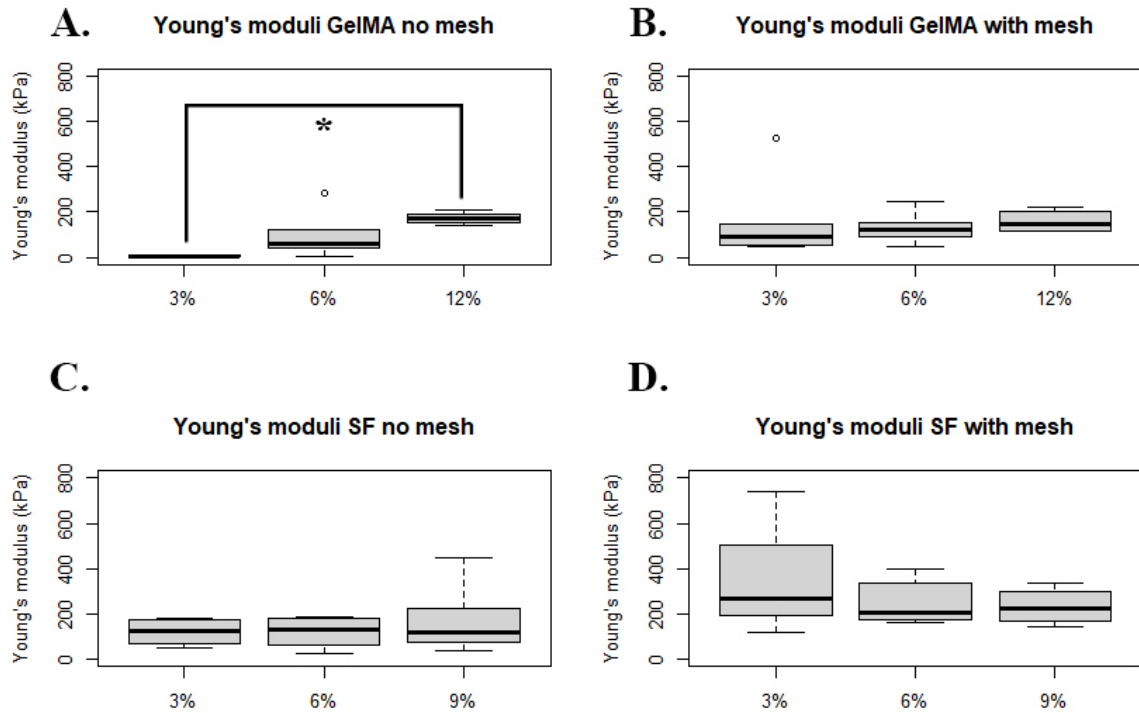 A.
Young's moduli GelMA no mesh
Young's modulus (kPa)
800
600
400
200
0
*
3%
6%
12%
B.
Young's moduli GelMA with mesh
Young's modulus (kPa)
800
600
400
200
0
3%
6%
12%
C.
Young's moduli SF no mesh
Young's modulus (kPa)
800
600
400
200
0
3%
6%
9%
D.
Young's moduli SF with mesh
Young's modulus (kPa)
800
600
400
200
0
3%
6%
9%